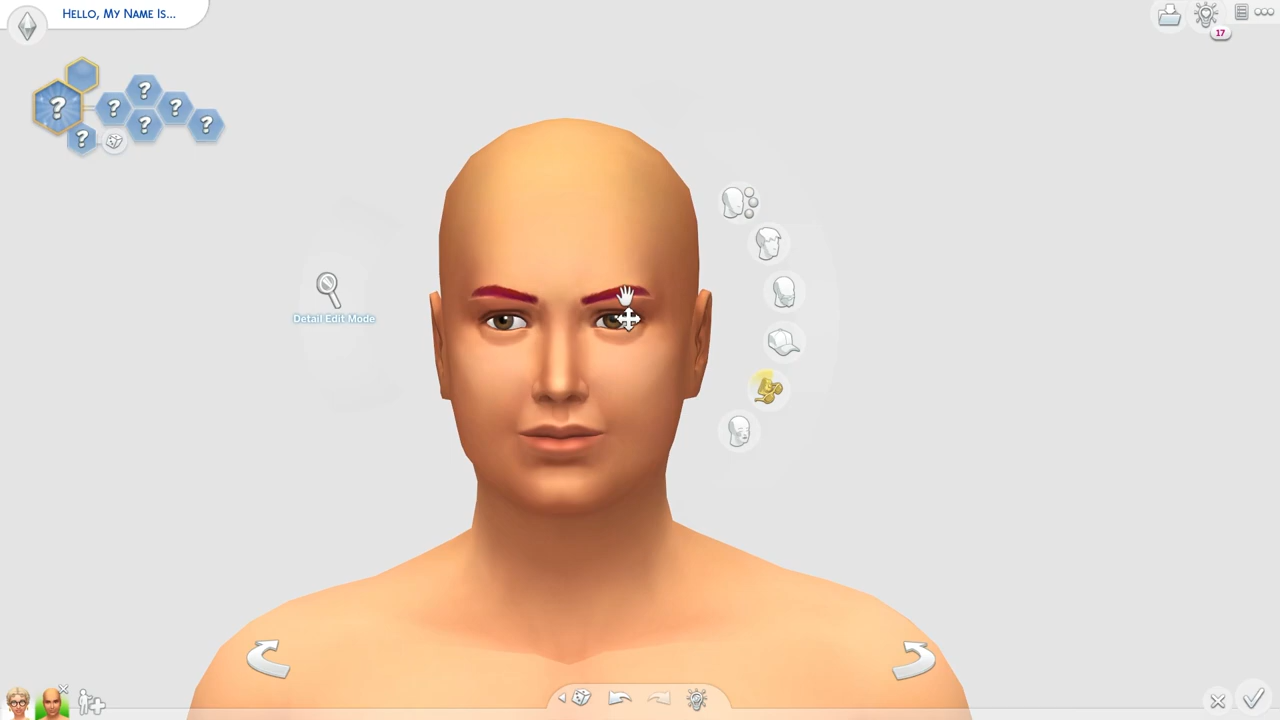 Hello, My Name Is...
17
? ? ? ? ? ? ?
Detail Edit Mode